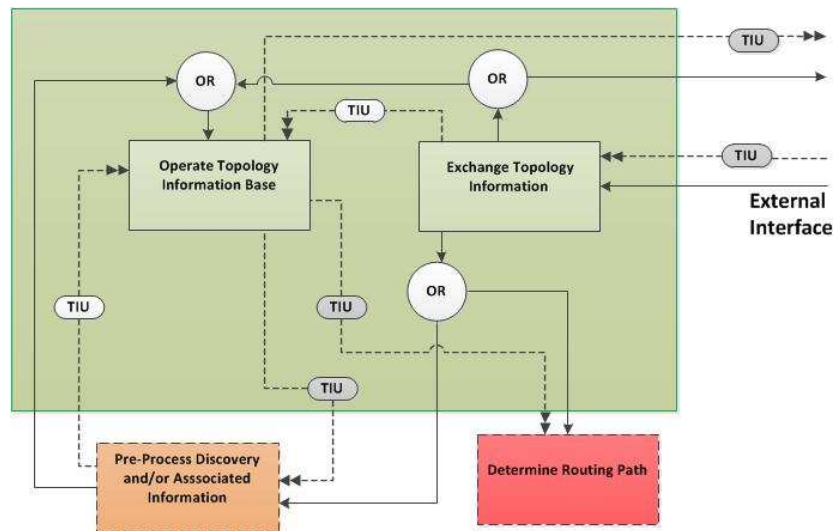 TIU
OR
OR
TIU
Operate Topology
Information Base
Exchange Topology
Information
TIU
External
Interface
OR
TIU
TIU
TIU
Pre-Process Discovery
and/or Asssociated
Information
Determine Routing Path